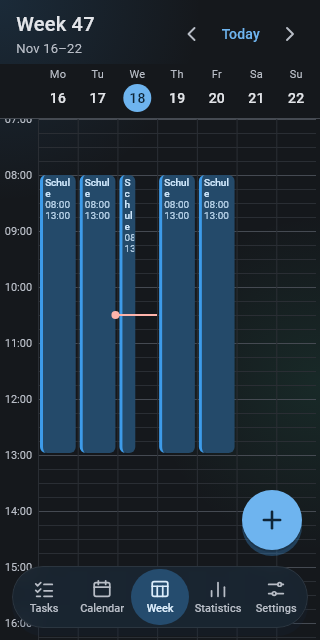 Week 47
Nov 16–22
Today
Mo Tu We Th Fr Sa Su
16 17 18 19 20 21 22
07:00
08:00
Schul
e
08:00
13:00
Schul
e
08:00
13:00
S
c
h
ul
e
08
13
Schul
e
08:00
13:00
Schul
e
08:00
13:00
09:00
10:00
11:00
12:00
13:00
14:00
15:00
16:00
Tasks Calendar Week Statistics Settings